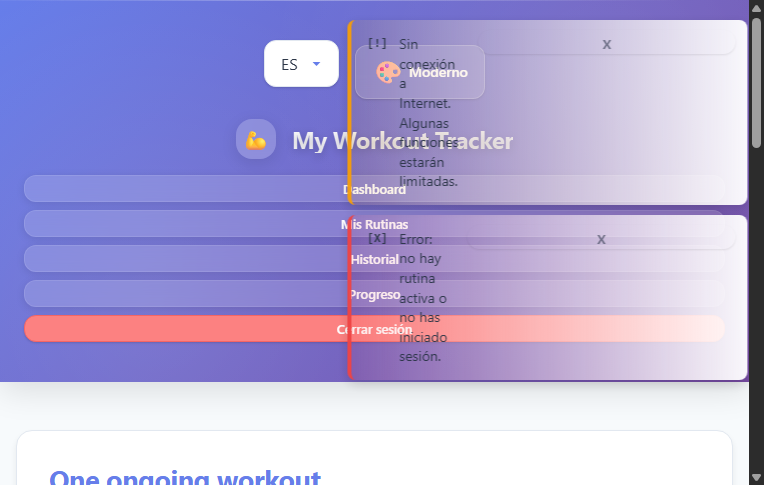 ES
Moderno
[!] Sin
conexión
a
Internet.
Algunas
funciones
estarán
limitadas.
X
My Workout Tracker
Dashboard
Mis Rutinas
Historial
Progreso
Cerrar sesión
[X] Error:
no hay
rutina
activa o
no has
iniciado
sesión.
X
One ongoing workout